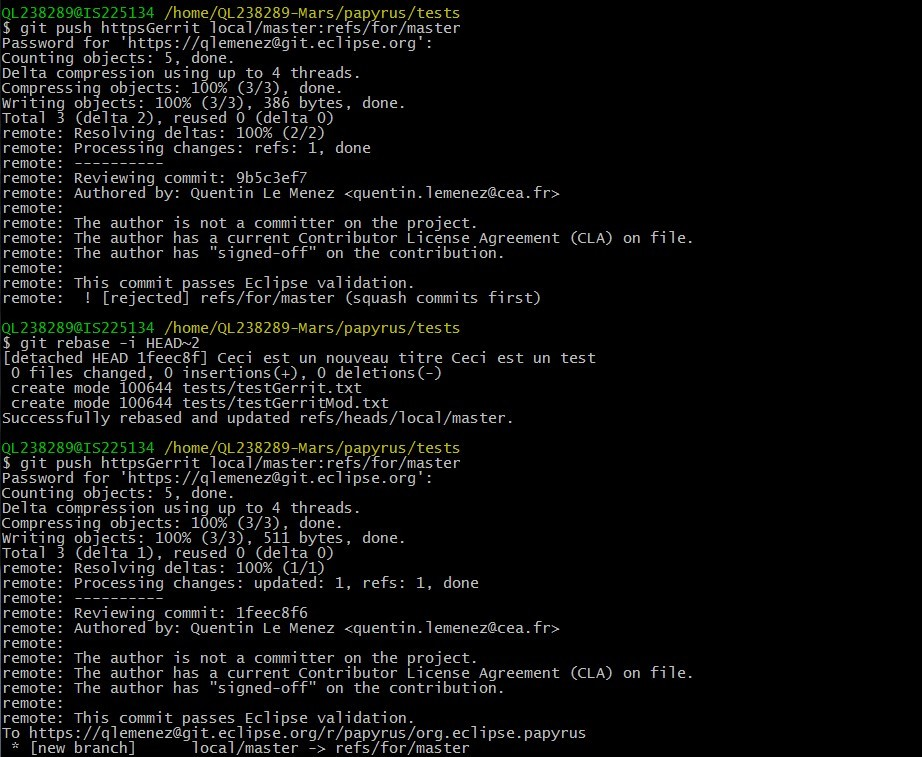 QL238289@IS225134 /home/QL238289-Mars/papyrus/tests
$ git push httpsGerrit local/master:refs/for/master
Password for 'https://qlemenez@git.eclipse.org':
Counting objects: 5, done.
Delta compression using up to 4 threads.
Compressing objects: 100% (3/3), done.
Writing objects: 100% (3/3), 386 bytes, done.
Total 3 (delta 2), reused 0 (delta 0)
remote: Resolving deltas: 100% (2/2)
remote: Processing changes: refs: 1, done
remote: ----------
remote: Reviewing commit: 9b5c3ef7
remote: Authored by: Quentin Le Menez <quentin.lemenez@cea.fr>
remote:
remote: The author is not a committer on the project.
remote: The author has a current Contributor License Agreement (CLA) on file.
remote: The author has "signed-off" on the contribution.
remote:
remote: This commit passes Eclipse validation.
remote:  ! [rejected] refs/for/master (squash commits first)
QL238289@IS225134 /home/QL238289-Mars/papyrus/tests
$ git rebase -i HEAD~2
[detached HEAD 1feec8f] Ceci est un nouveau titre Ceci est un test
 0 files changed, 0 insertions(+), 0 deletions(-)
 create mode 100644 tests/testGerrit.txt
 create mode 100644 tests/testGerritMod.txt
Successfully rebased and updated refs/heads/local/master.
QL238289@IS225134 /home/QL238289-Mars/papyrus/tests
$ git push httpsGerrit local/master:refs/for/master
Password for 'https://qlemenez@git.eclipse.org':
Counting objects: 5, done.
Delta compression using up to 4 threads.
Compressing objects: 100% (3/3), done.
Writing objects: 100% (3/3), 511 bytes, done.
Total 3 (delta 1), reused 0 (delta 0)
remote: Resolving deltas: 100% (1/1)
remote: Processing changes: updated: 1, refs: 1, done
remote: ----------
remote: Reviewing commit: 1feec8f6
remote: Authored by: Quentin Le Menez <quentin.lemenez@cea.fr>
remote:
remote: The author is not a committer on the project.
remote: The author has a current Contributor License Agreement (CLA) on file.
remote: The author has "signed-off" on the contribution.
remote:
remote: This commit passes Eclipse validation.
To https://qlemenez@git.eclipse.org/r/papyrus/org.eclipse.papyrus
 * [new branch]      local/master -> refs/for/master